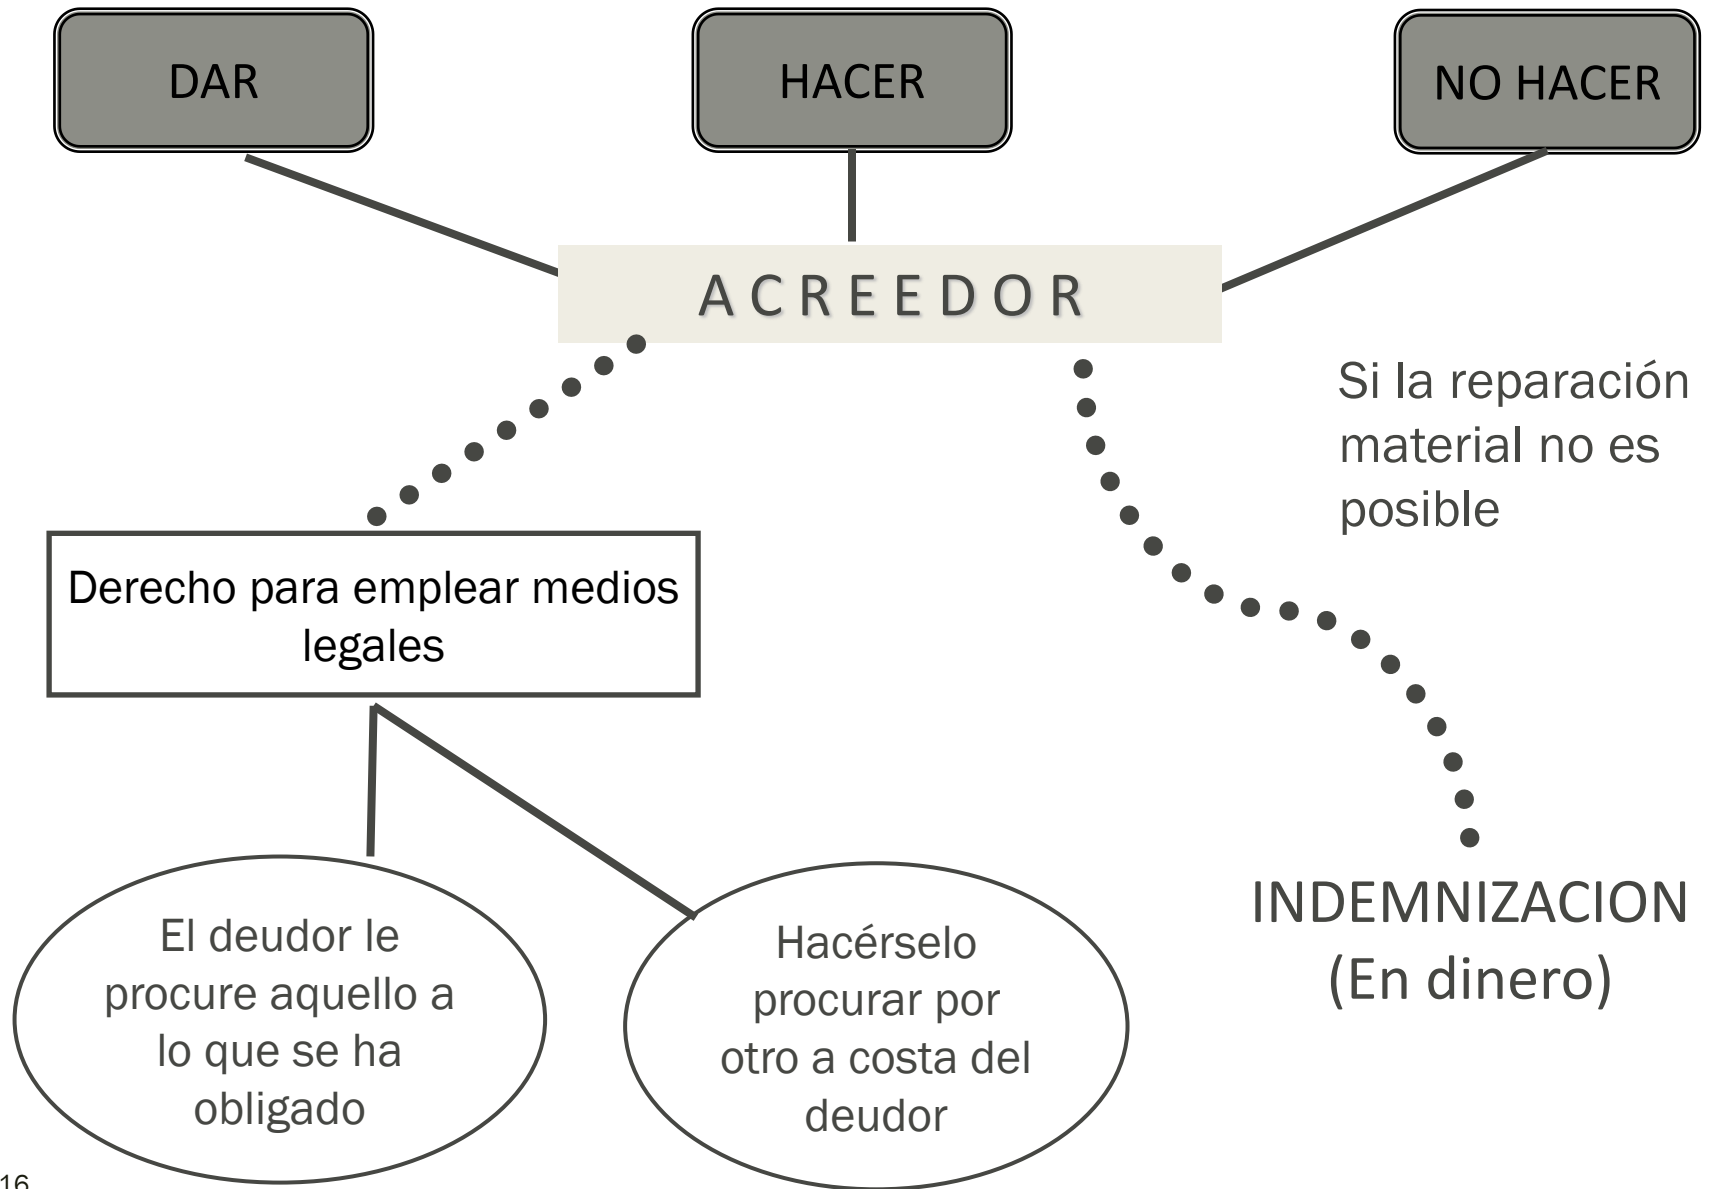 DAR
HACER
NO HACER
A C R E E D O R
Si la reparación
material no es
posible
Derecho para emplear medios
legales
El deudor le
procure aquello a
lo que se ha
obligado
Hacérselo
procurar por
otro a costa del
deudor
INDEMNIZACION
(En dinero)
16